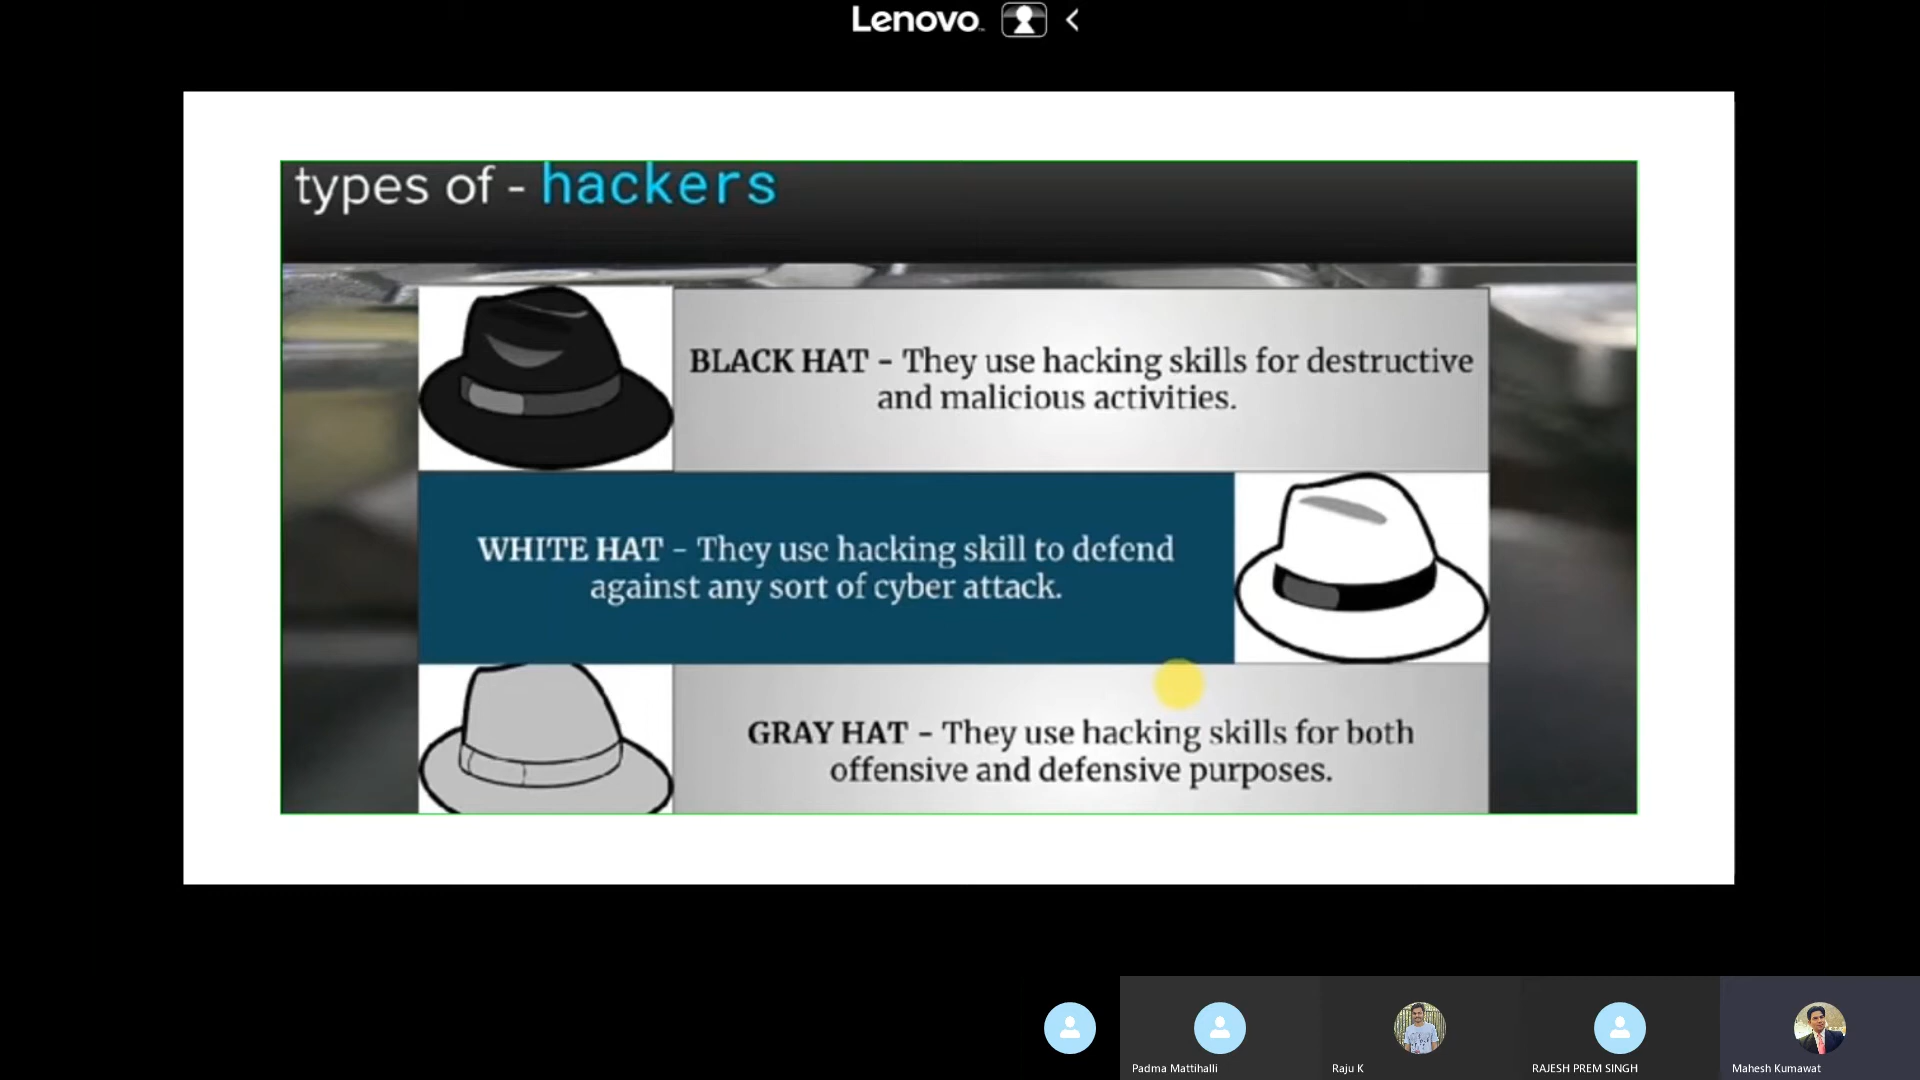 Lenovo
types of - hackers
BLACK HAT - They use hacking skills for destructive
and malicious activities.
WHITE HAT - They use hacking skill to defend
against any sort of cyber attack.
GRAY HAT - They use hacking skills for both
offensive and defensive purposes.
Padma Mattihalli
Raju K
RAJESH PREM SINGH
Mahesh Kumawat